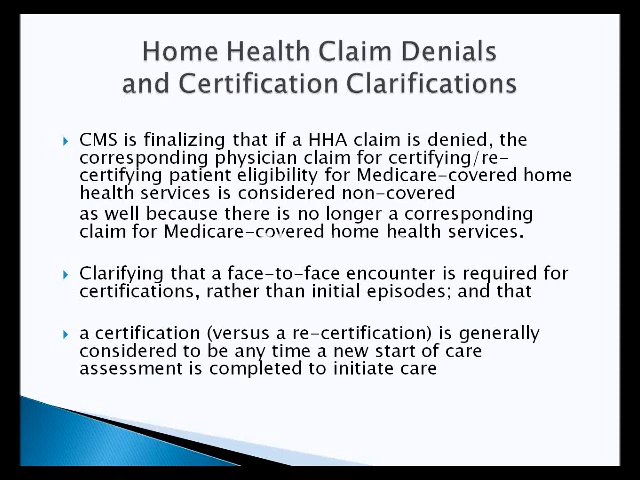 Home Health Claim Denials
and Certification Clarifications
CMS is finalizing that if a HHA claim is denied, the
corresponding physician claim for certifying/re-
certifying patient eligibility for Medicare-covered home
health services is considered non-covered
as well because there is no longer a corresponding
claim for Medicare-covered home health services.
Clarifying that a face-to-face encounter is required for
certifications, rather than initial episodes; and that
a certification (versus a re-certification) is generally
considered to be any time a new start of care
assessment is completed to initiate care